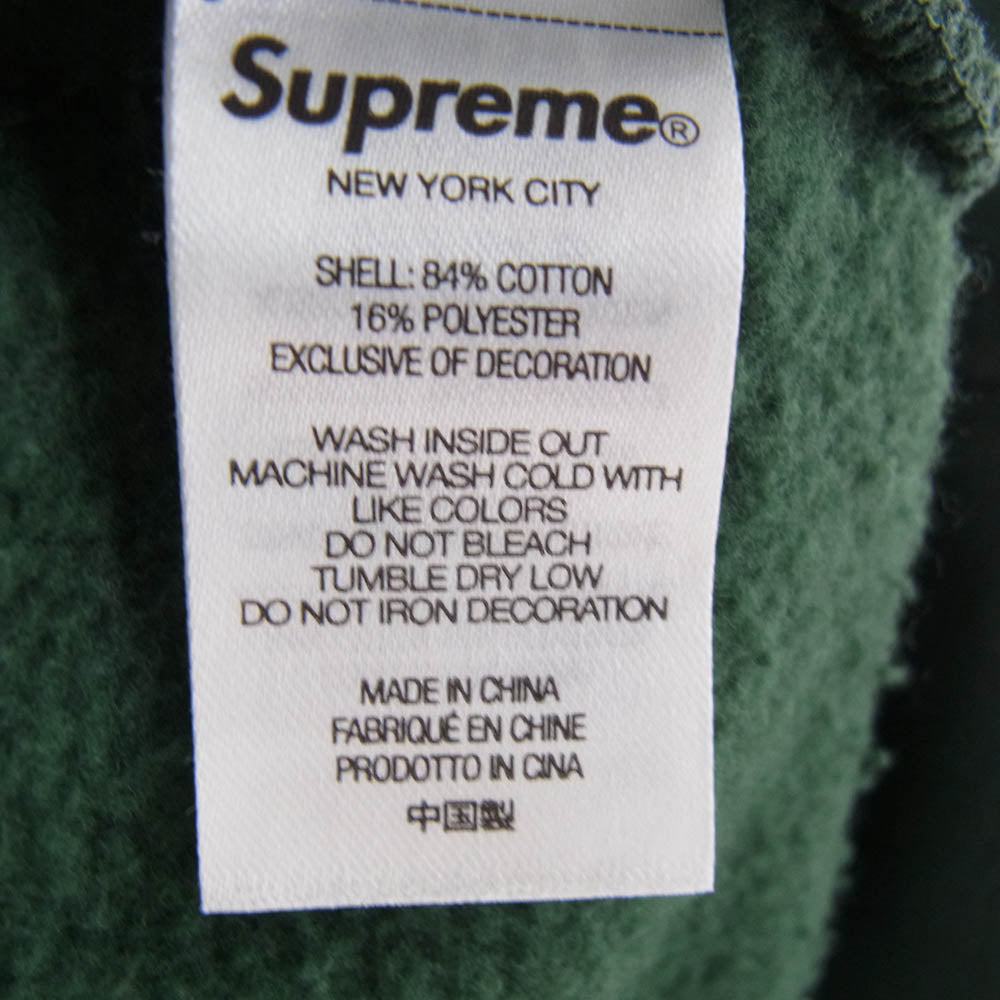 Supreme®
NEW YORK CITY
SHELL: 84% COTTON
16% POLYESTER
EXCLUSIVE OF DECORATION
WASH INSIDE OUT
MACHINE WASH COLD WITH
LIKE COLORS
DO NOT BLEACH
TUMBLE DRY LOW
DO NOT IRON DECORATION
MADE IN CHINA
FABRIQUÉ EN CHINE
PRODOTTO IN CINA
中国製